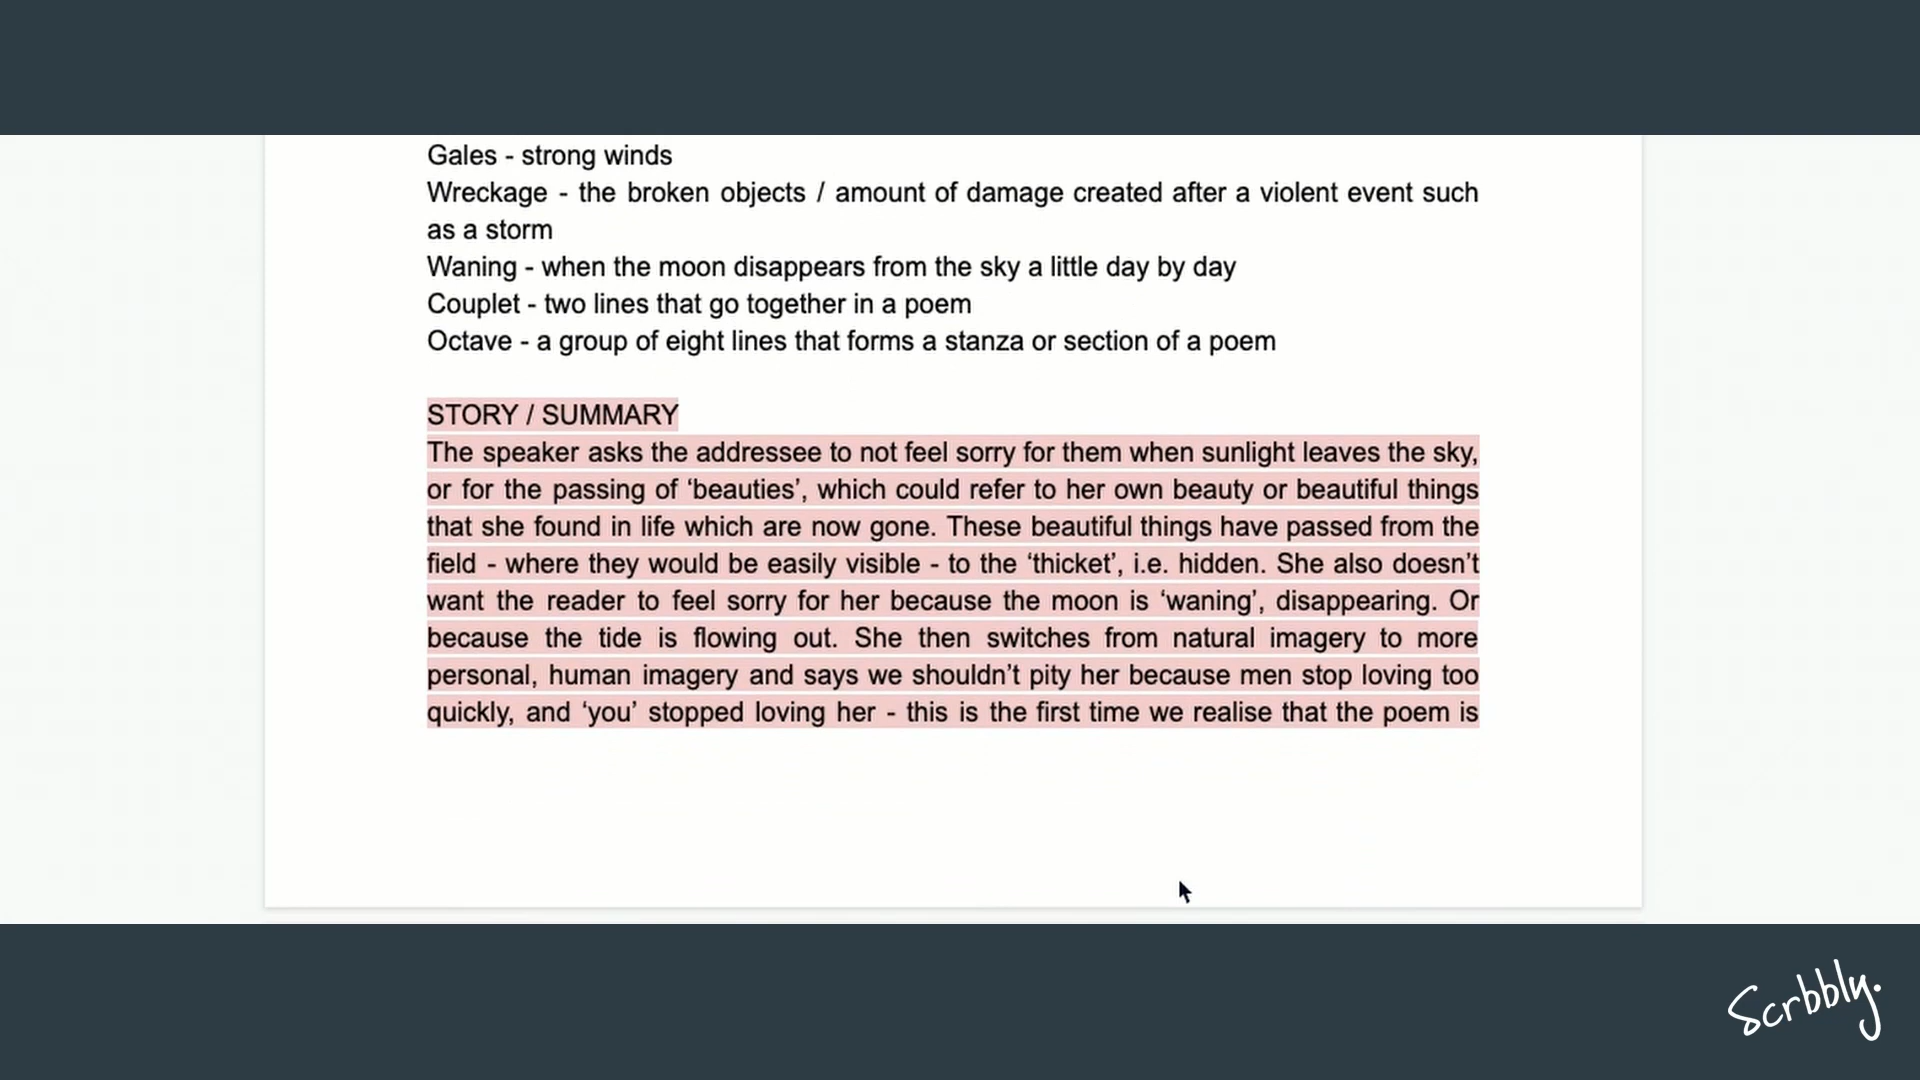 Gales - strong winds
Wreckage - the broken objects / amount of damage created after a violent event such
as a storm
Waning - when the moon disappears from the sky a little day by day
Couplet - two lines that go together in a poem
Octave - a group of eight lines that forms a stanza or section of a poem
STORY / SUMMARY
The speaker asks the addressee to not feel sorry for them when sunlight leaves the sky,
or for the passing of ‘beauties’, which could refer to her own beauty or beautiful things
that she found in life which are now gone. These beautiful things have passed from the
field - where they would be easily visible - to the ‘thicket’, i.e. hidden. She also doesn’t
want the reader to feel sorry for her because the moon is ‘waning’, disappearing. Or
because the tide is flowing out. She then switches from natural imagery to more
personal, human imagery and says we shouldn’t pity her because men stop loving too
quickly, and ‘you’ stopped loving her - this is the first time we realise that the poem is
Scrbbly.